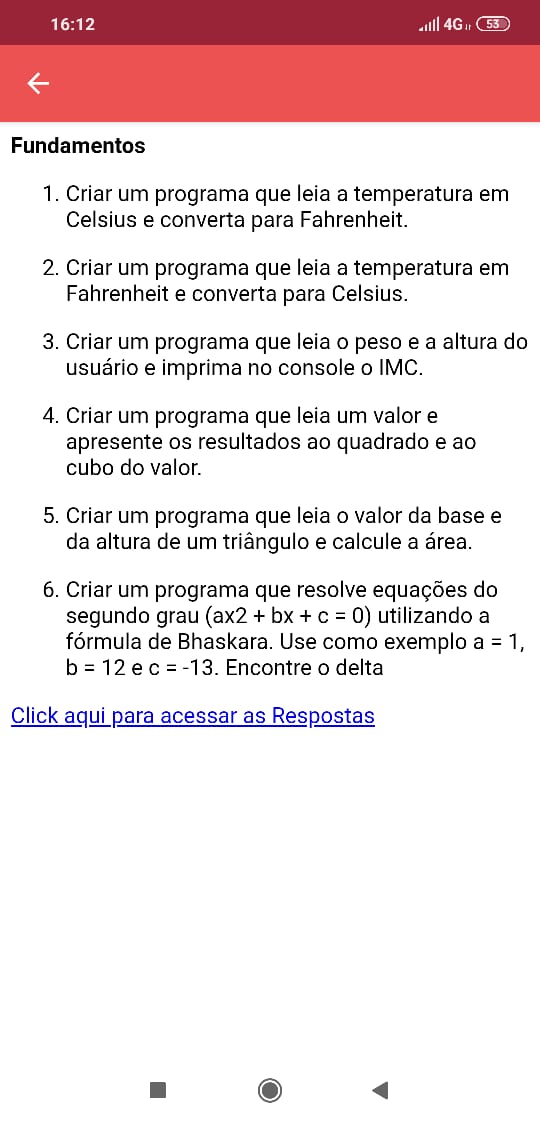 16:12
4G 53
Fundamentos
1. Criar um programa que leia a temperatura em
Celsius e converta para Fahrenheit.
2. Criar um programa que leia a temperatura em
Fahrenheit e converta para Celsius.
3. Criar um programa que leia o peso e a altura do
usuário e imprima no console o IMC.
4. Criar um programa que leia um valor e
apresente os resultados ao quadrado e ao
cubo do valor.
5. Criar um programa que leia o valor da base e
da altura de um triângulo e calcule a área.
6. Criar um programa que resolve equações do
segundo grau (ax2 + bx + c = 0) utilizando a
fórmula de Bhaskara. Use como exemplo a = 1,
b = 12 e c = -13. Encontre o delta
Click aqui para acessar as Respostas